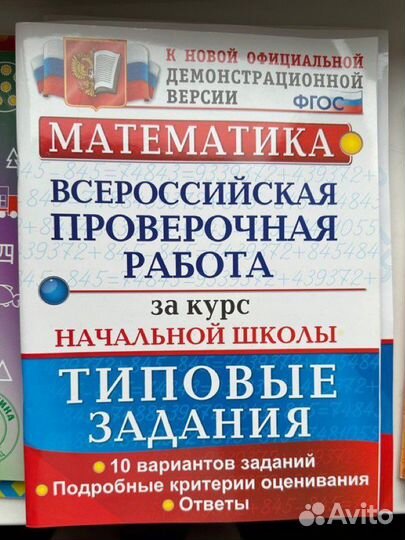 К НОВОЙ ОФИЦИАЛЬНОЙ
ДЕМОНСТРАЦИОННОЙ
ВЕРСИИ
ФГОС
МАТЕМАТИКА
ВСЕРОССИЙСКАЯ
ПРОВЕРОЧНАЯ
РАБОТА
за курс
НАЧАЛЬНОЙ ШКОЛЫ
ТИПОВЫЕ
ЗАДАНИЯ
• 10 вариантов заданий
• Подробные критерии оценивания
• Ответы
Avito